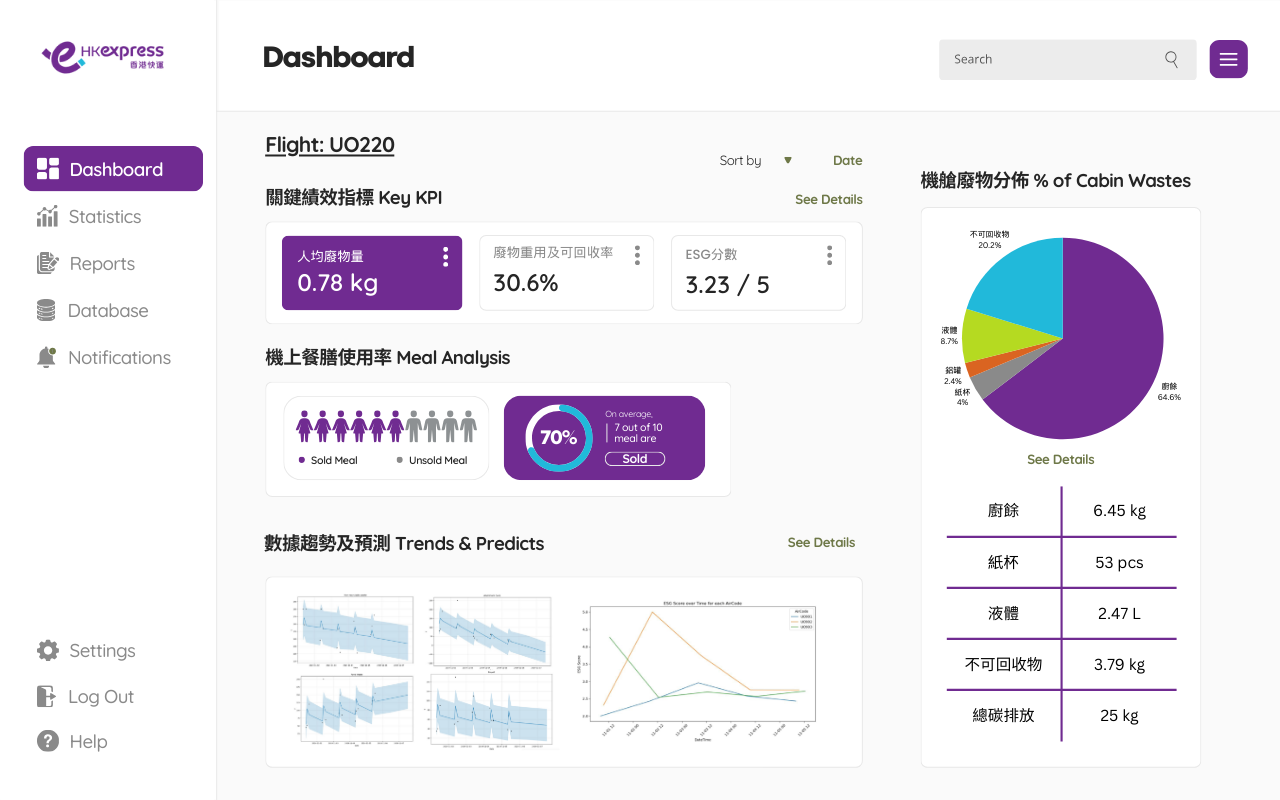 HKexpress
香港快運
Dashboard
Search
Dashboard
Statistics
Reports
Database
Notifications
Settings
Log Out
Help
Flight: UO220
Sort by
Date
關鍵績效指標 Key KPI
See Details
人均廢物量
0.78 kg
廢物重用及可回收率
30.6%
ESG分數
3.23 / 5
機上餐膳使用率 Meal Analysis
Sold Meal
Unsold Meal
70%
On average,
7 out of 10
meal are
Sold
數據趨勢及預測 Trends & Predicts
See Details
ESG Score over Time for each AirCode
ESG Score
機艙廢物分佈 % of Cabin Wastes
不可回收物
20.2%
液體
8.7%
鋁罐
2.4%
紙杯
4%
廚餘
64.6%
See Details
廚餘 6.45 kg
紙杯 53 pcs
液體 2.47 L
不可回收物 3.79 kg
總碳排放 25 kg